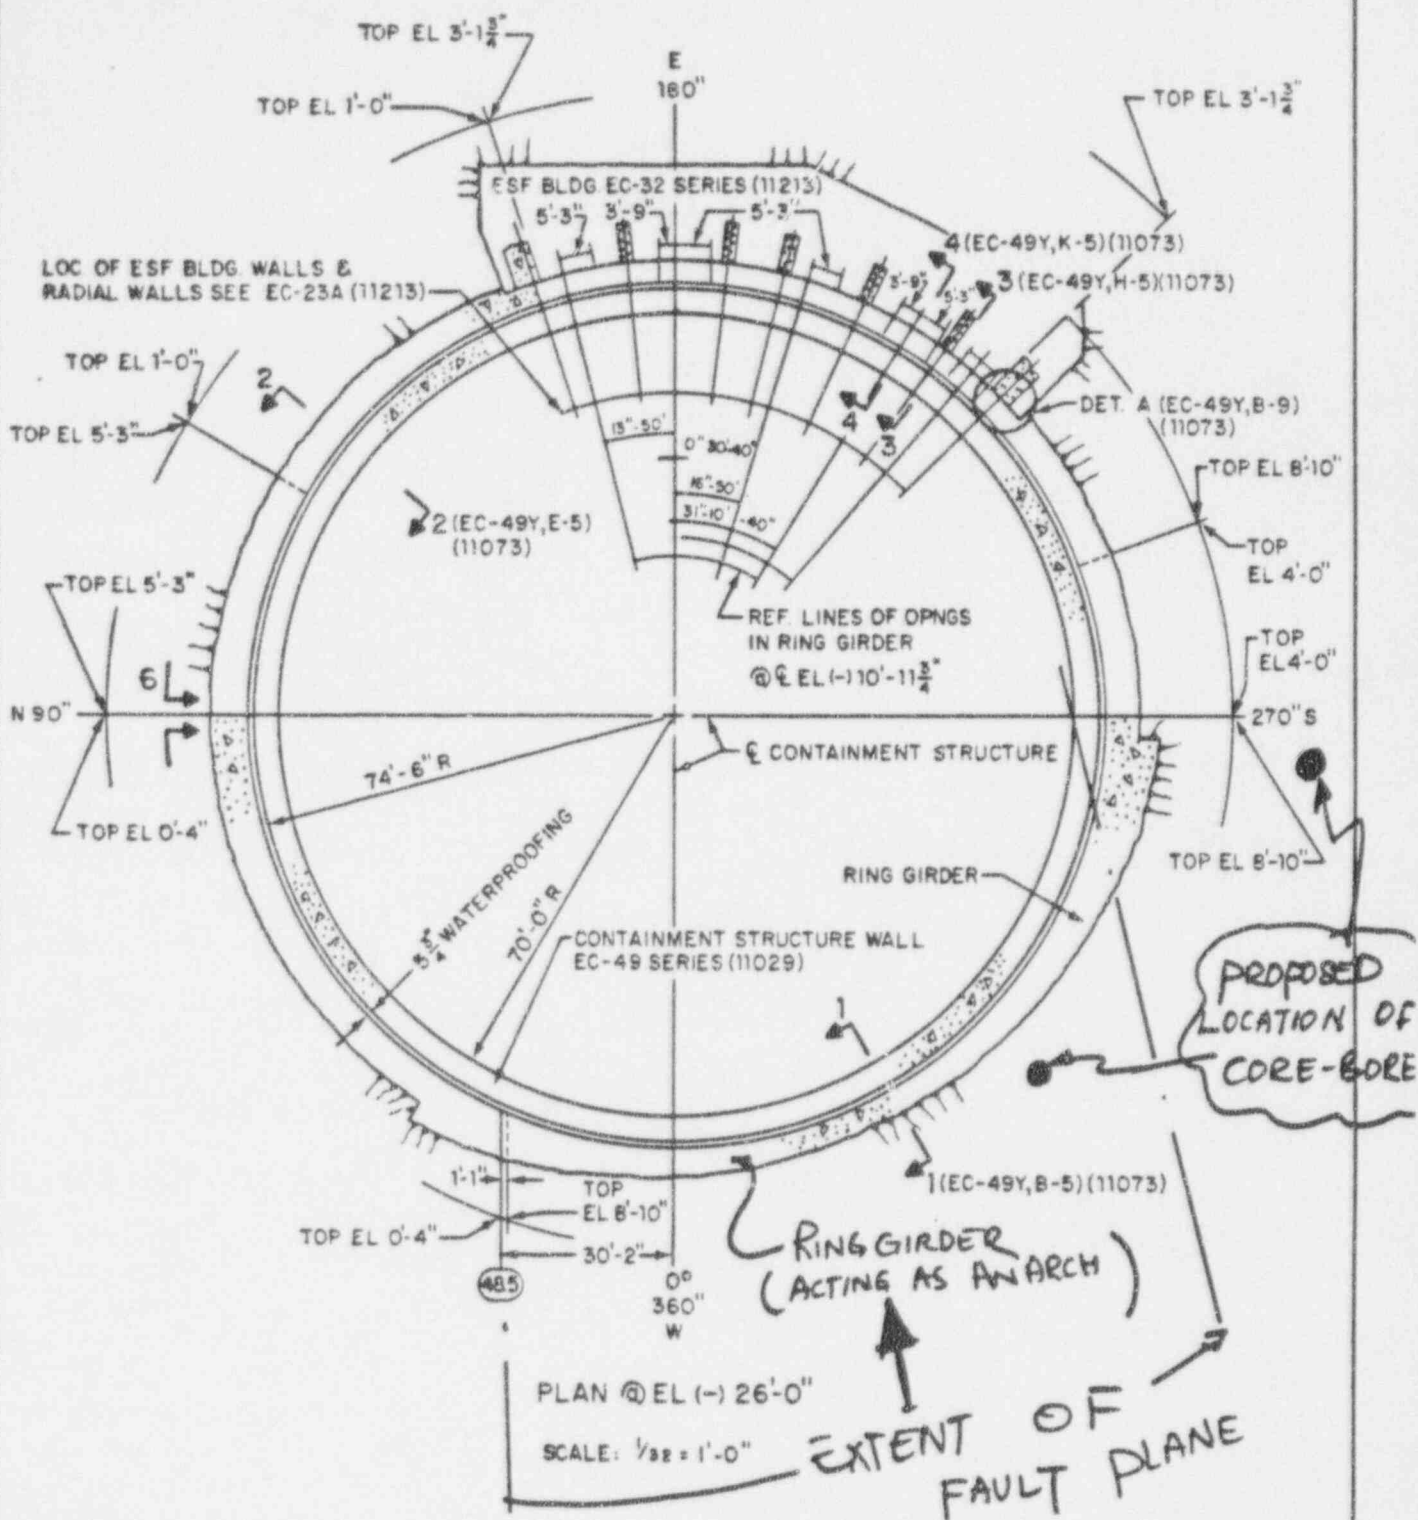 TOP EL 3'-1¾"
TOP EL 1'-0"
E
180°
TOP EL 3'-1¾"
ESF BLDG EC-32 SERIES (11213)
5'-3"
3'-9"
5'-3"
4 (EC-49Y, K-5) (11073)
3'-9"
5'-3"
3 (EC-49Y, H-5) (11073)
LOC OF ESF BLDG. WALLS &
RADIAL WALLS SEE EC-23A (11213)
TOP EL 1'-0"
2
TOP EL 5'-3"
4
3
DET. A (EC-49Y, B-9)
(11073)
13°-50'
0° 30'-40"
16°-50'
31°-10'-40"
TOP EL 8'-10"
2 (EC-49Y, E-5)
(11073)
TOP
EL 4'-0"
TOP EL 5'-3"
REF. LINES OF OPNGS
IN RING GIRDER
@ ℄ EL (-) 10'-11¾"
TOP
EL 4'-0"
6
N 90°
270° S
℄ CONTAINMENT STRUCTURE
74'-6" R
TOP EL 0'-4"
TOP EL 8'-10"
WATERPROOFING
RING GIRDER
70'-0" R
CONTAINMENT STRUCTURE WALL
EC-49 SERIES (11029)
PROPOSED
LOCATION OF
CORE-BORE
1
1'-1"
TOP
EL 8'-10"
1 (EC-49Y, B-5) (11073)
TOP EL 0'-4"
30'-2"
48.5
0°
360°
W
RING GIRDER
(ACTING AS AN ARCH)
PLAN @ EL (-) 26'-0"
SCALE: 1/32 = 1'-0"
EXTENT OF
FAULT PLANE